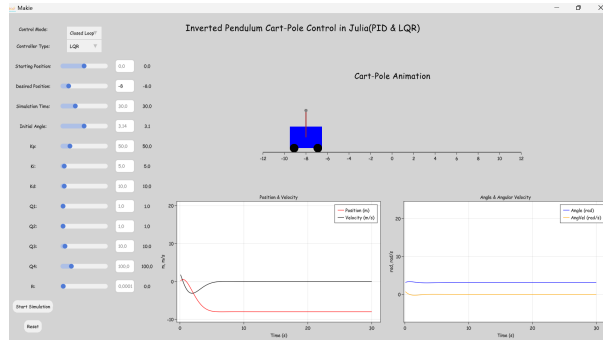 Makie
Inverted Pendulum Cart-Pole Control in Julia(PID & LQR)
Control Mode: Closed Loop
Controller Type: LQR
Starting Position: 0.0 0.0
Desired Position: -8 -8.0
Simulation Time: 30.0 30.0
Initial Angle: 3.14 3.1
Kp: 50.0 50.0
Ki: 5.0 5.0
Kd: 10.0 10.0
Q1: 1.0 1.0
Q2: 1.0 1.0
Q3: 10.0 10.0
Q4: 100.0 100.0
R: 0.0001 0.0
Start Simulation
Reset
Cart-Pole Animation
-12 -10 -8 -6 -4 -2 0 2 4 6 8 10 12
Position & Velocity
Position (m)
Velocity (m/s)
m, m/s
20
10
0
-10
0 10 20 30
Time (s)
Angle & Angular Velocity
Angle (rad)
AngVel (rad/s)
rad, rad/s
20
10
0
0 10 20 30
Time (s)